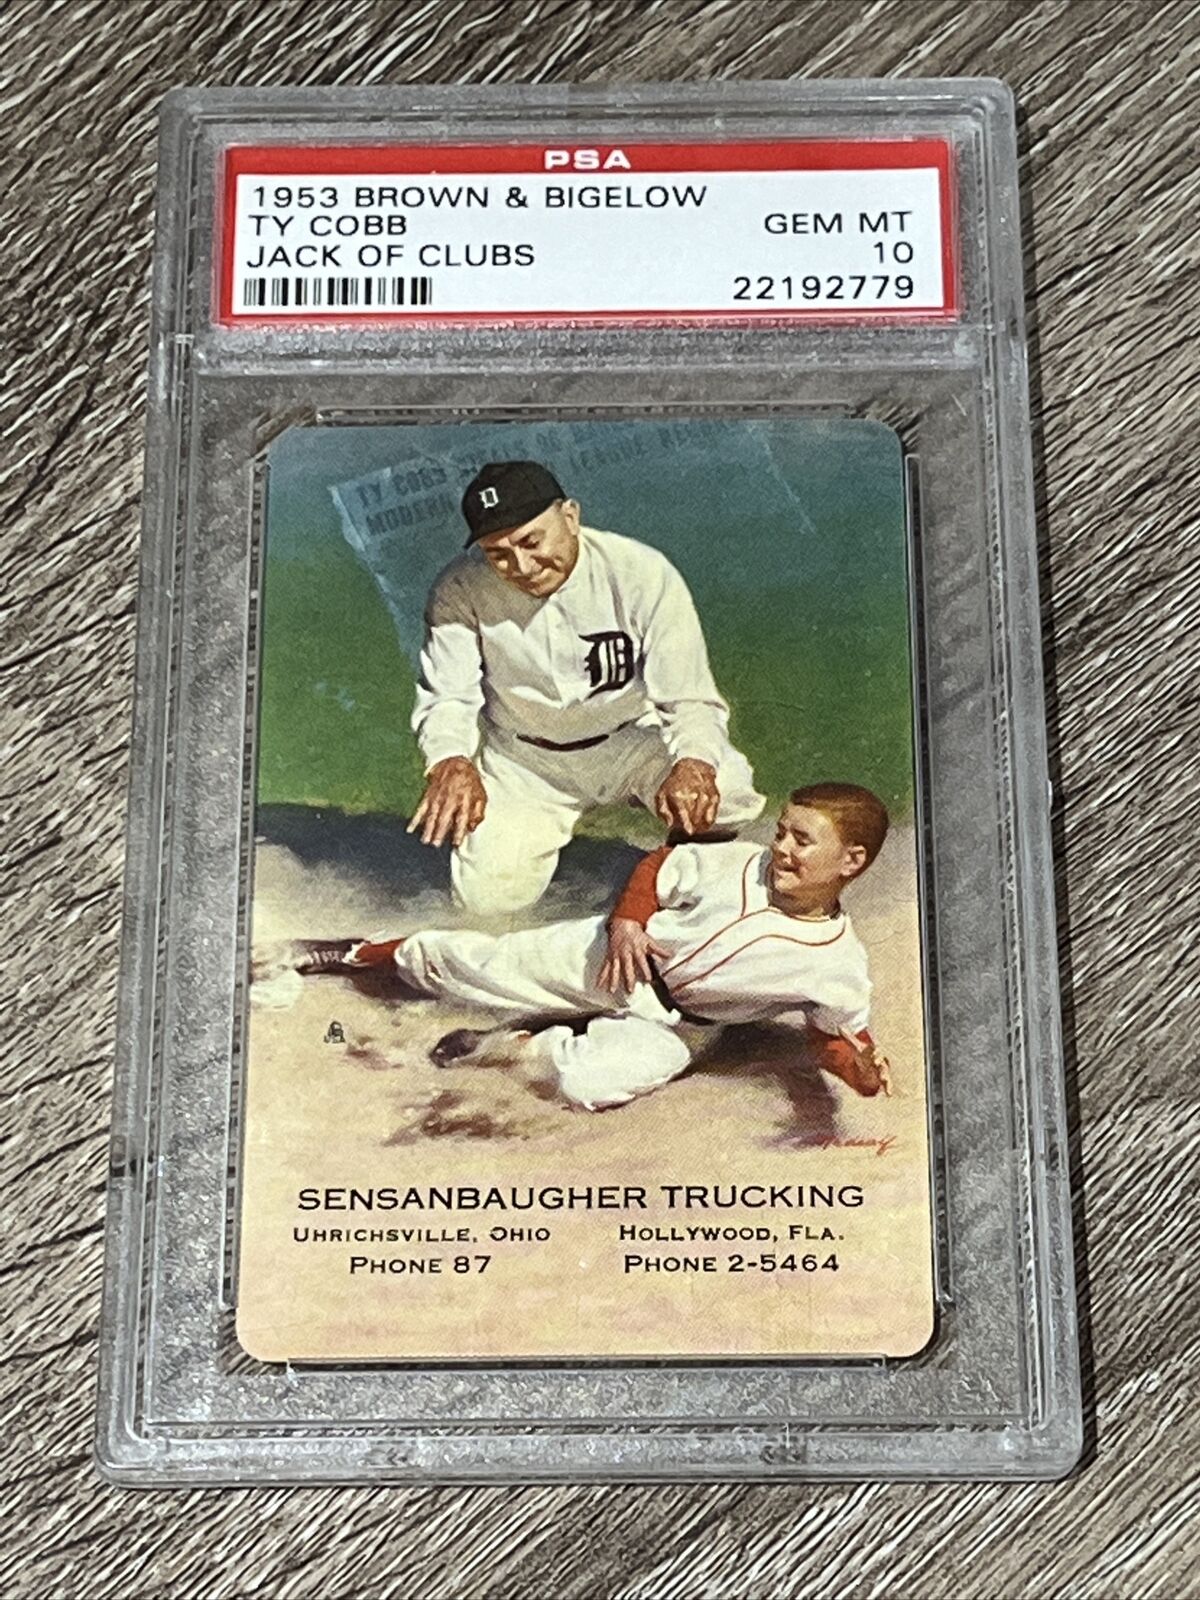 PSA
1953 BROWN & BIGELOW
TY COBB GEM MT
JACK OF CLUBS 10
22192779
D
D
SENSANBAUGHER TRUCKING
UHRICHSVILLE, OHIO HOLLYWOOD, FLA.
PHONE 87 PHONE 2-5464